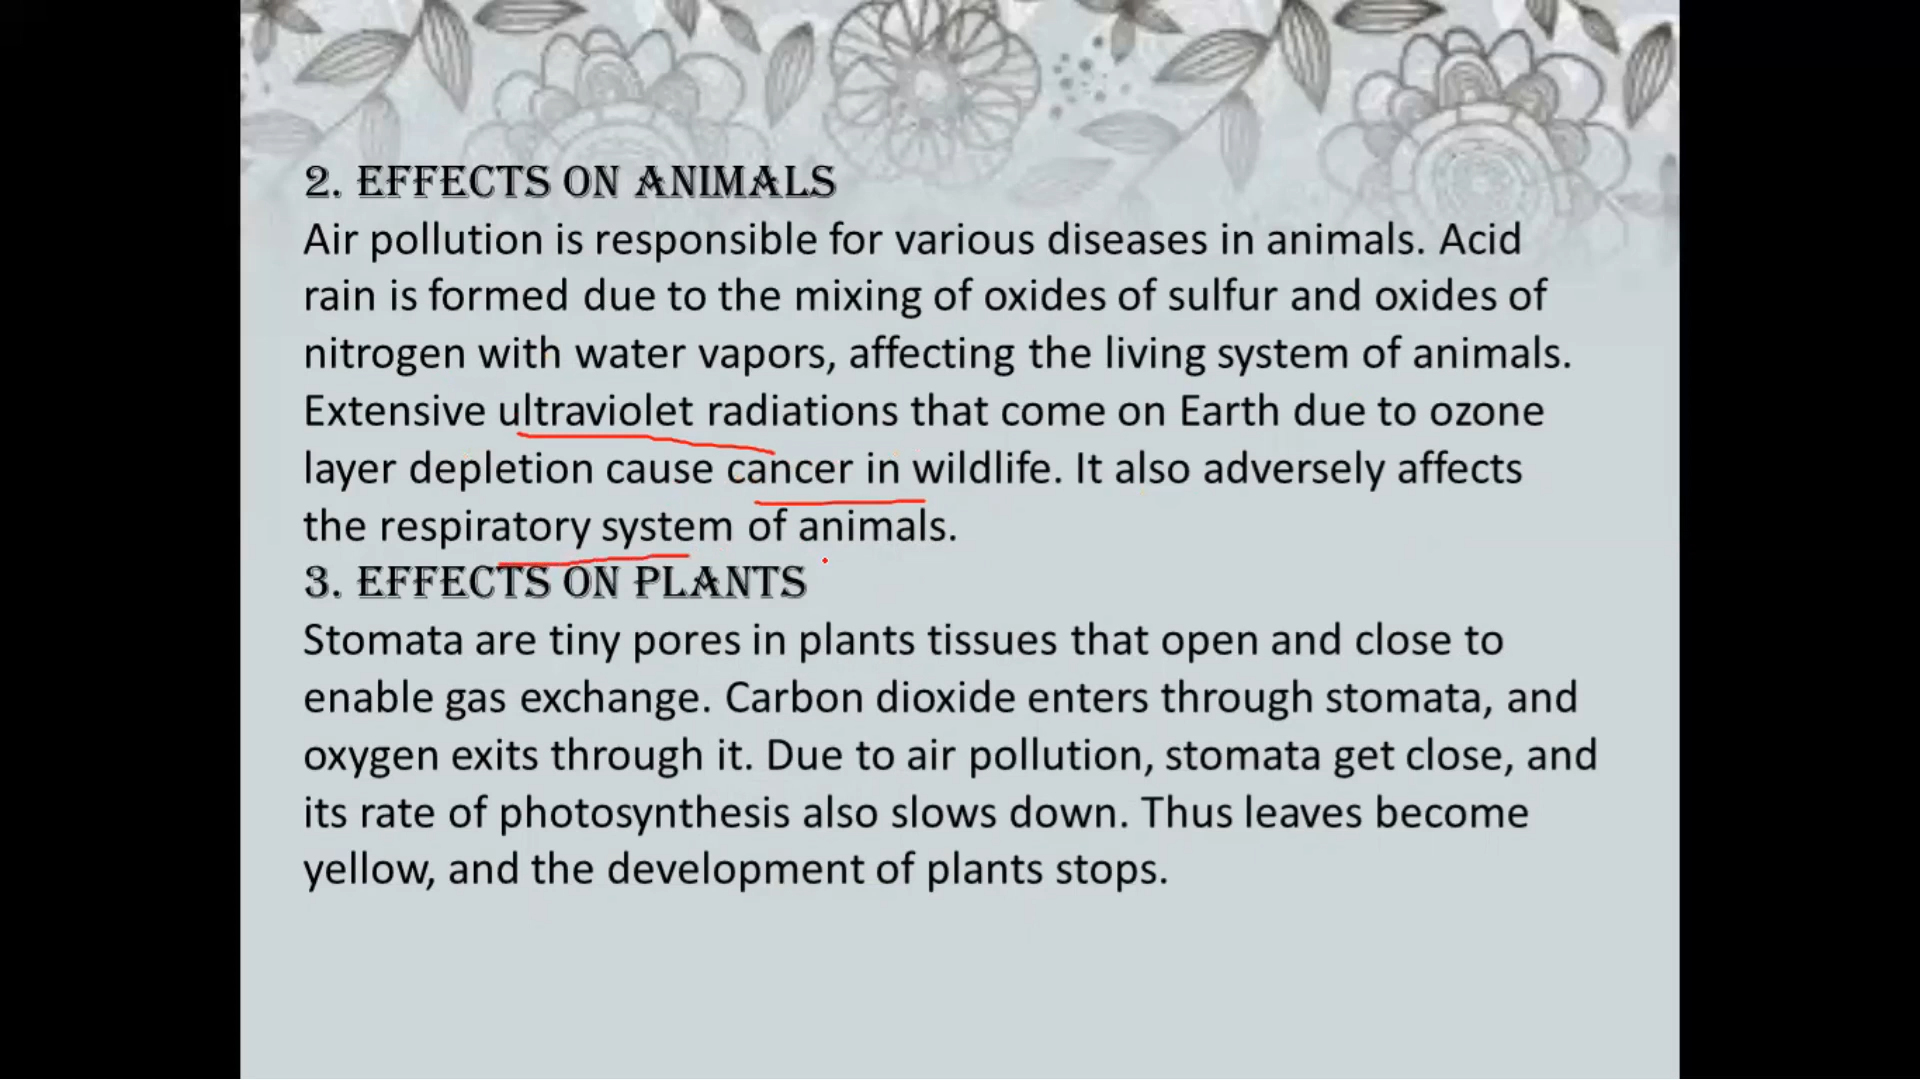 2. EFFECTS ON ANIMALS
Air pollution is responsible for various diseases in animals. Acid
rain is formed due to the mixing of oxides of sulfur and oxides of
nitrogen with water vapors, affecting the living system of animals.
Extensive ultraviolet radiations that come on Earth due to ozone
layer depletion cause cancer in wildlife. It also adversely affects
the respiratory system of animals.
3. EFFECTS ON PLANTS
Stomata are tiny pores in plants tissues that open and close to
enable gas exchange. Carbon dioxide enters through stomata, and
oxygen exits through it. Due to air pollution, stomata get close, and
its rate of photosynthesis also slows down. Thus leaves become
yellow, and the development of plants stops.